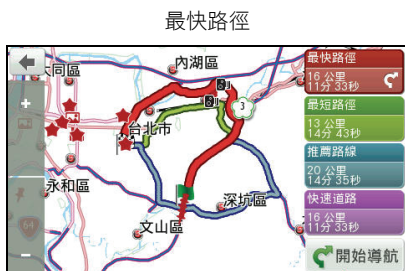 最快路徑
大同區
內湖區
3
台北市
永和區
深坑區
文山區
64
+
-
最快路徑
16 公里
11分 33秒
最短路徑
13 公里
14分 43秒
推薦路線
20 公里
14分 35秒
快速道路
16 公里
11分 33秒
開始導航